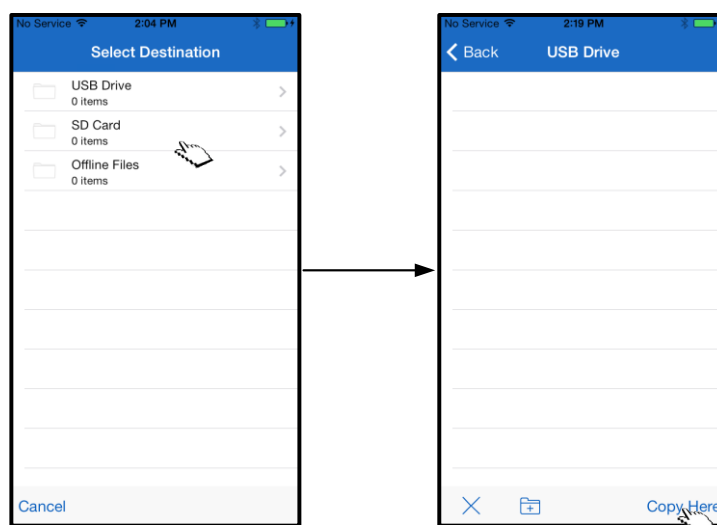 No Service 2:04 PM
Select Destination
USB Drive
0 items
SD Card
0 items
Offline Files
0 items
Cancel
No Service 2:19 PM
Back USB Drive
Copy Here